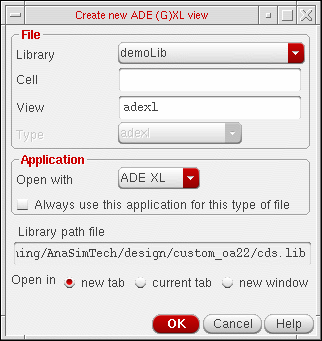 Create new ADE (G)XL view
File
Library demoLib
Cell
View adexl
Type adexl
Application
Open with ADE XL
Always use this application for this type of file
Library path file
ning/AnaSimTech/design/custom_oa22/cds.lib
Open in new tab current tab new window
OK Cancel Help